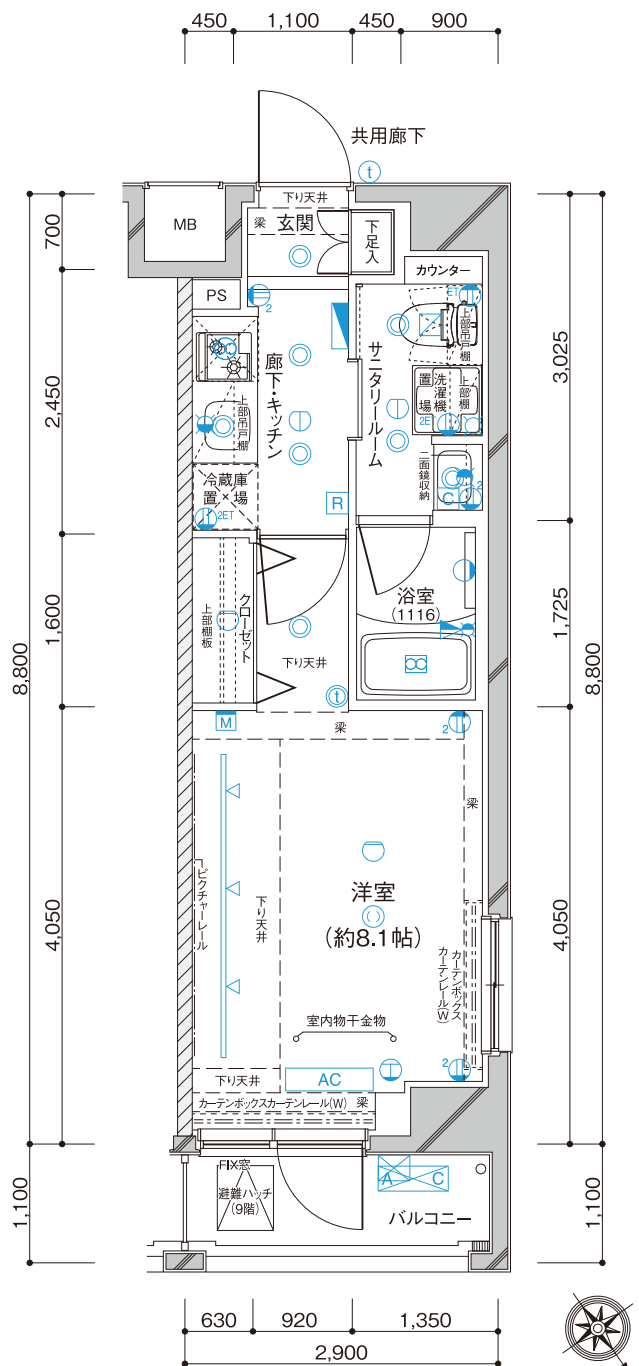 450
1,100
450
900
共用廊下
t
下り天井
MB
梁
玄関
下足入
700
カウンター
PS
2
ET
上部吊戸棚
サニタリールーム
廊下・キッチン
3,025
2,450
洗濯機置場
上部棚
上部吊戸棚
2ET
二面鏡収納
冷蔵庫置場
2ET
R
C
2
浴室
(1116)
1,600
クローゼット
上部棚板
1,725
下り天井
8,800
8,800
t
M
梁
2
梁
ピクチャーレール
下り天井
洋室
(約8.1帖)
4,050
4,050
カーテンボックス
カーテンレール(W)
室内物干金物
下り天井
AC
2
カーテンボックスカーテンレール(W)
梁
FIX窓
避難ハッチ
(9階)
A C
バルコニー
1,100
1,100
630
920
1,350
2,900